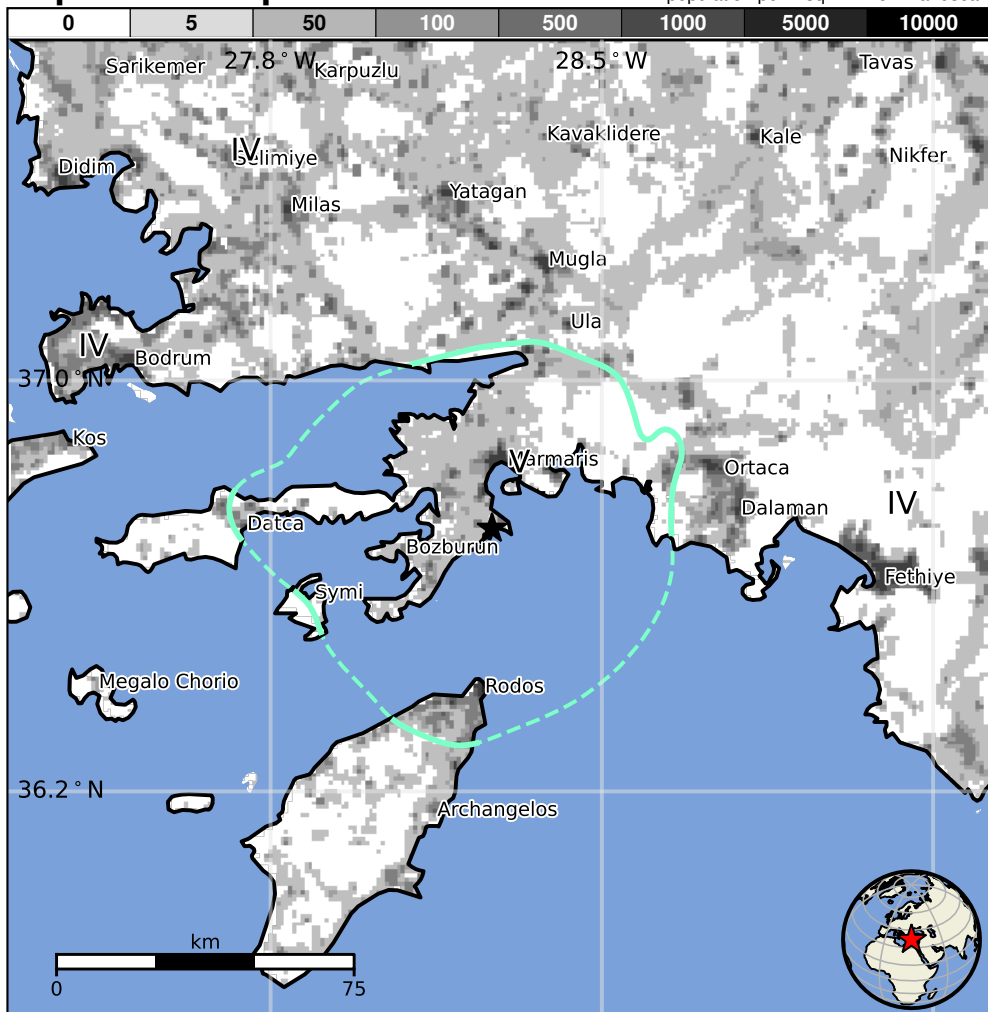 0 5 50 100 500 1000 5000 10000
Sarikemer 27.8°W Karpuzlu 28.5°W Tavas
IV Selimiye Kavaklidere Kale Nikfer
Didim Milas Yatagan
Mugla
Ula
IV Bodrum
37.0°N
Kos
V Marmaris Ortaca
Datca Dalaman IV
Bozburun
Symi Fethiye
Megalo Chorio Rodos
36.2°N
Archangelos
km
0 75